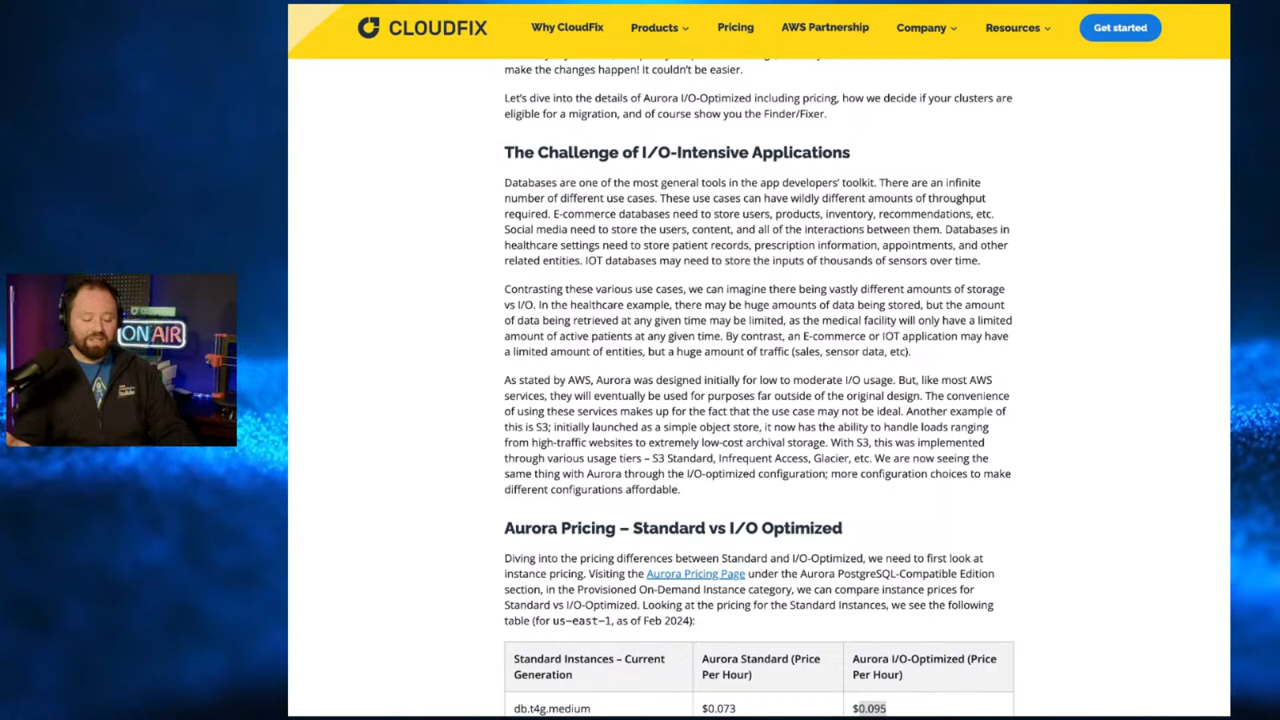 CLOUDFIX
Why CloudFix
Products
Pricing
AWS Partnership
Company
Resources
Get started
make the changes happen! It couldn't be easier.
Let's dive into the details of Aurora I/O-Optimized including pricing, how we decide if your clusters are
eligible for a migration, and of course show you the Finder/Fixer.
The Challenge of I/O-Intensive Applications
Databases are one of the most general tools in the app developers' toolkit. There are an infinite
number of different use cases. These use cases can have wildly different amounts of throughput
required. E-commerce databases need to store users, products, inventory, recommendations, etc.
Social media need to store the users, content, and all of the interactions between them. Databases in
healthcare settings need to store patient records, prescription information, appointments, and other
related entities. IOT databases may need to store the inputs of thousands of sensors over time.
Contrasting these various use cases, we can imagine there being vastly different amounts of storage
vs I/O. In the healthcare example, there may be huge amounts of data being stored, but the amount
of data being retrieved at any given time may be limited, as the medical facility will only have a limited
amount of active patients at any given time. By contrast, an E-commerce or IOT application may have
a limited amount of entities, but a huge amount of traffic (sales, sensor data, etc).
As stated by AWS, Aurora was designed initially for low to moderate I/O usage. But, like most AWS
services, they will eventually be used for purposes far outside of the original design. The convenience
of using these services makes up for the fact that the use case may not be ideal. Another example of
this is S3; initially launched as a simple object store, it now has the ability to handle loads ranging
from high-traffic websites to extremely low-cost archival storage. With S3, this was implemented
through various usage tiers – S3 Standard, Infrequent Access, Glacier, etc. We are now seeing the
same thing with Aurora through the I/O-optimized configuration; more configuration choices to make
different configurations affordable.
Aurora Pricing – Standard vs I/O Optimized
Diving into the pricing differences between Standard and I/O-Optimized, we need to first look at
instance pricing. Visiting the Aurora Pricing Page under the Aurora PostgreSQL-Compatible Edition
section, in the Provisioned On-Demand Instance category, we can compare instance prices for
Standard vs I/O-Optimized. Looking at the pricing for the Standard Instances, we see the following
table (for us-east-1, as of Feb 2024):
Standard Instances – Current
Generation
Aurora Standard (Price
Per Hour)
Aurora I/O-Optimized (Price
Per Hour)
db.t4g.medium
$0.073
$0.095
ON AIR